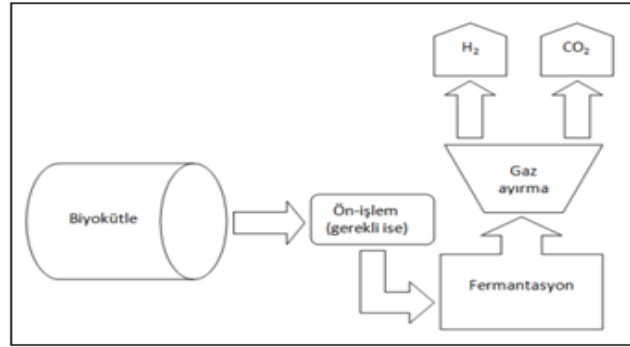 H₂
CO₂
Gaz
ayırma
Biyokütle
Ön-işlem
(gerekli ise)
Fermantasyon